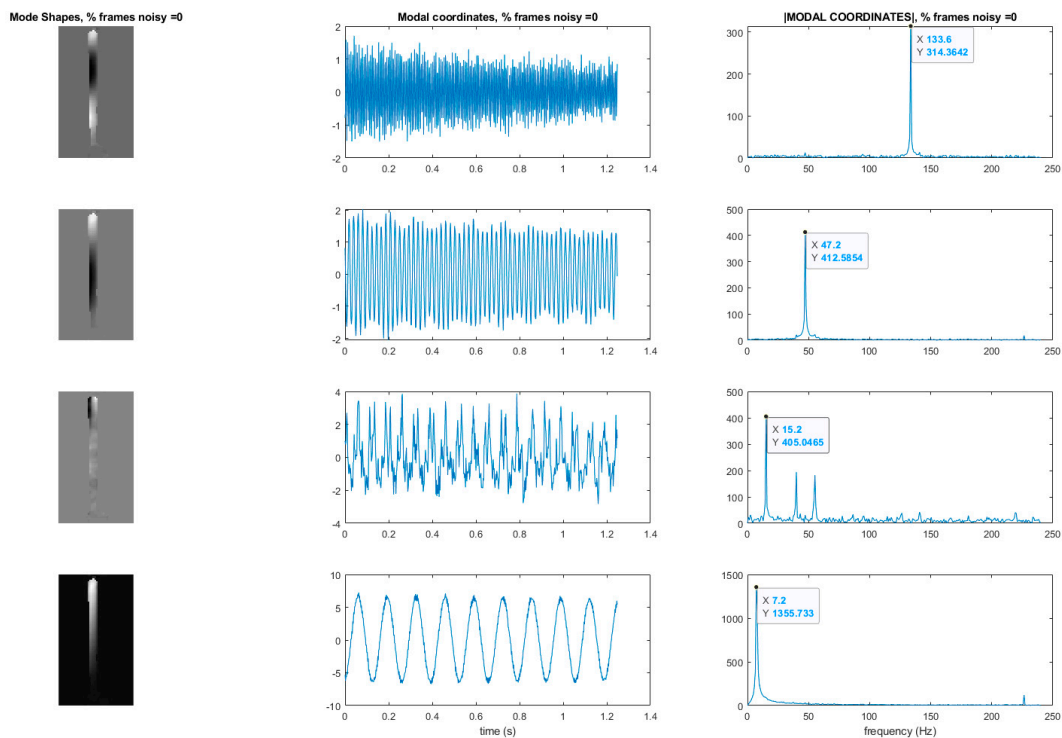 Mode Shapes, % frames noisy =0
Modal coordinates, % frames noisy =0
|MODAL COORDINATES|, % frames noisy =0
2
1
0
-1
-2
0 0.2 0.4 0.6 0.8 1 1.2 1.4
300
200
100
0
0 50 100 150 200 250
X 133.6
Y 314.3642
2
1
0
-1
-2
0 0.2 0.4 0.6 0.8 1 1.2 1.4
500
400
300
200
100
0
0 50 100 150 200 250
X 47.2
Y 412.5854
4
2
0
-2
-4
0 0.2 0.4 0.6 0.8 1 1.2 1.4
500
400
300
200
100
0
0 50 100 150 200 250
X 15.2
Y 405.0465
10
5
0
-5
-10
0 0.2 0.4 0.6 0.8 1 1.2 1.4
time (s)
1500
1000
500
0
0 50 100 150 200 250
X 7.2
Y 1355.733
frequency (Hz)